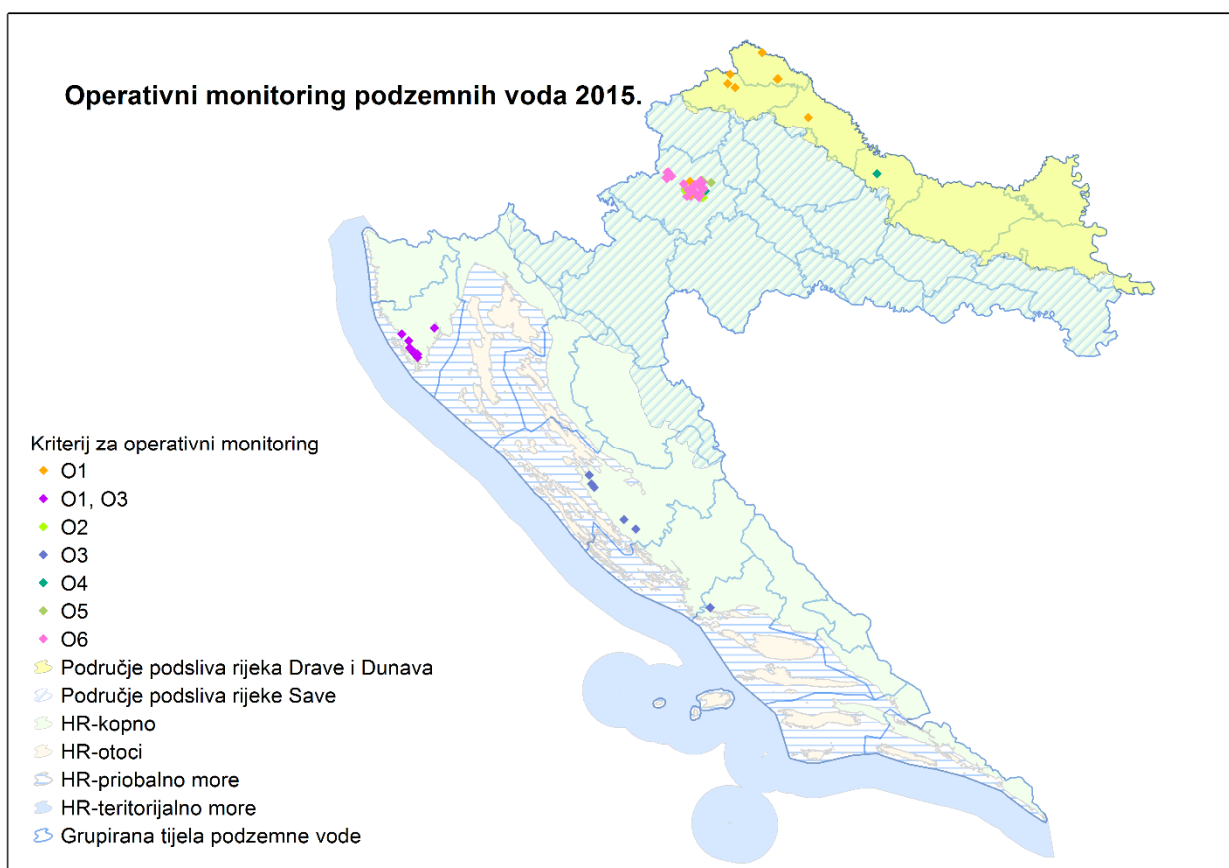 Operativni monitoring podzemnih voda 2015.
Kriterij za operativni monitoring
O1
O1, O3
O2
O3
O4
O5
O6
Područje podsliva rijeka Drave i Dunava
Područje podsliva rijeke Save
HR-kopno
HR-otoci
HR-priobalno more
HR-teritorijalno more
Grupirana tijela podzemne vode